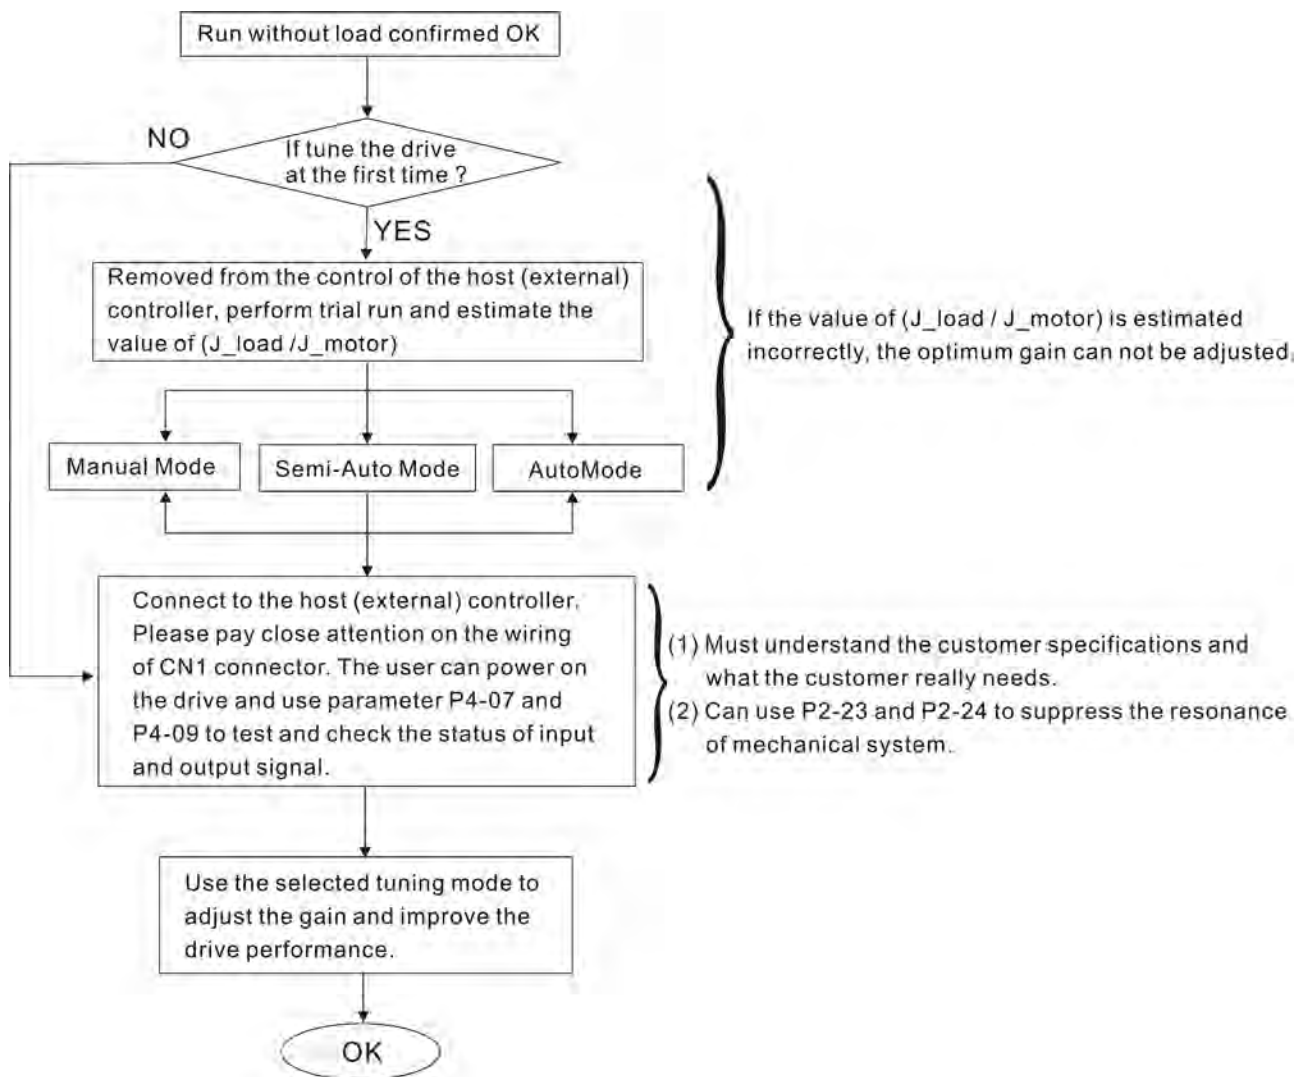 Run without load confirmed OK
NO
If tune the drive
at the first time ?
YES
Removed from the control of the host (external)
controller, perform trial run and estimate the
value of (J_load /J_motor)
If the value of (J_load / J_motor) is estimated
incorrectly, the optimum gain can not be adjusted.
Manual Mode
Semi-Auto Mode
AutoMode
Connect to the host (external) controller.
Please pay close attention on the wiring
of CN1 connector. The user can power on
the drive and use parameter P4-07 and
P4-09 to test and check the status of input
and output signal.
(1) Must understand the customer specifications and
what the customer really needs.
(2) Can use P2-23 and P2-24 to suppress the resonance
of mechanical system.
Use the selected tuning mode to
adjust the gain and improve the
drive performance.
OK